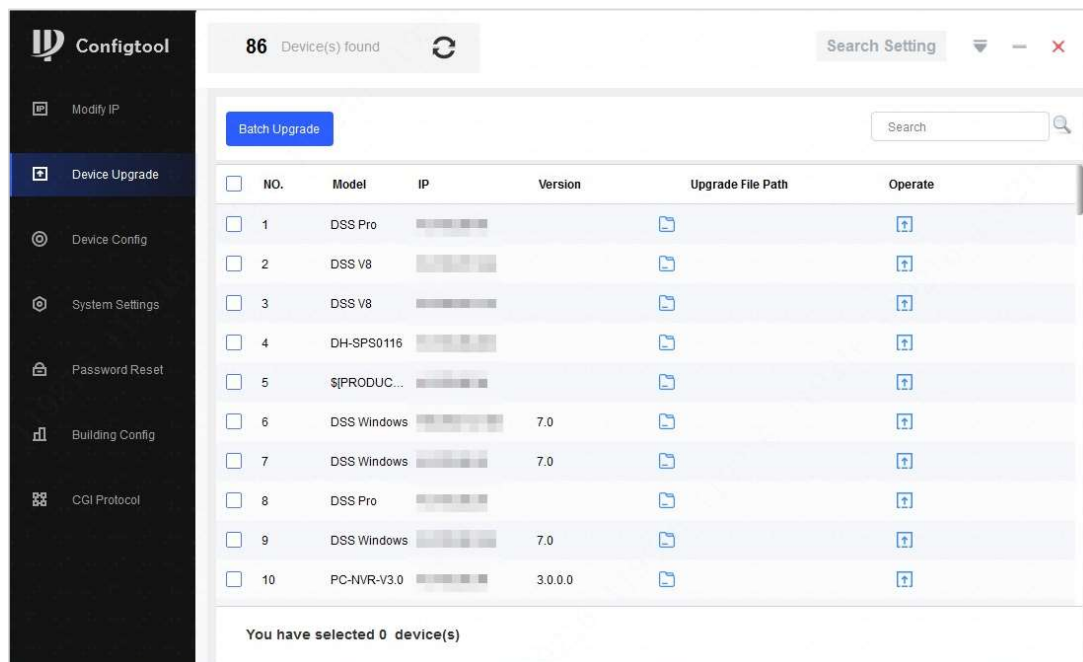 Configtool
86 Device(s) found
Search Setting
Modify IP
Device Upgrade
Device Config
System Settings
Password Reset
Building Config
CGI Protocol
Batch Upgrade
Search
NO. Model IP Version Upgrade File Path Operate
1 DSS Pro
2 DSS V8
3 DSS V8
4 DH-SPS0116
5 $[PRODUC...
6 DSS Windows 7.0
7 DSS Windows 7.0
8 DSS Pro
9 DSS Windows 7.0
10 PC-NVR-V3.0 3.0.0.0
You have selected 0 device(s)